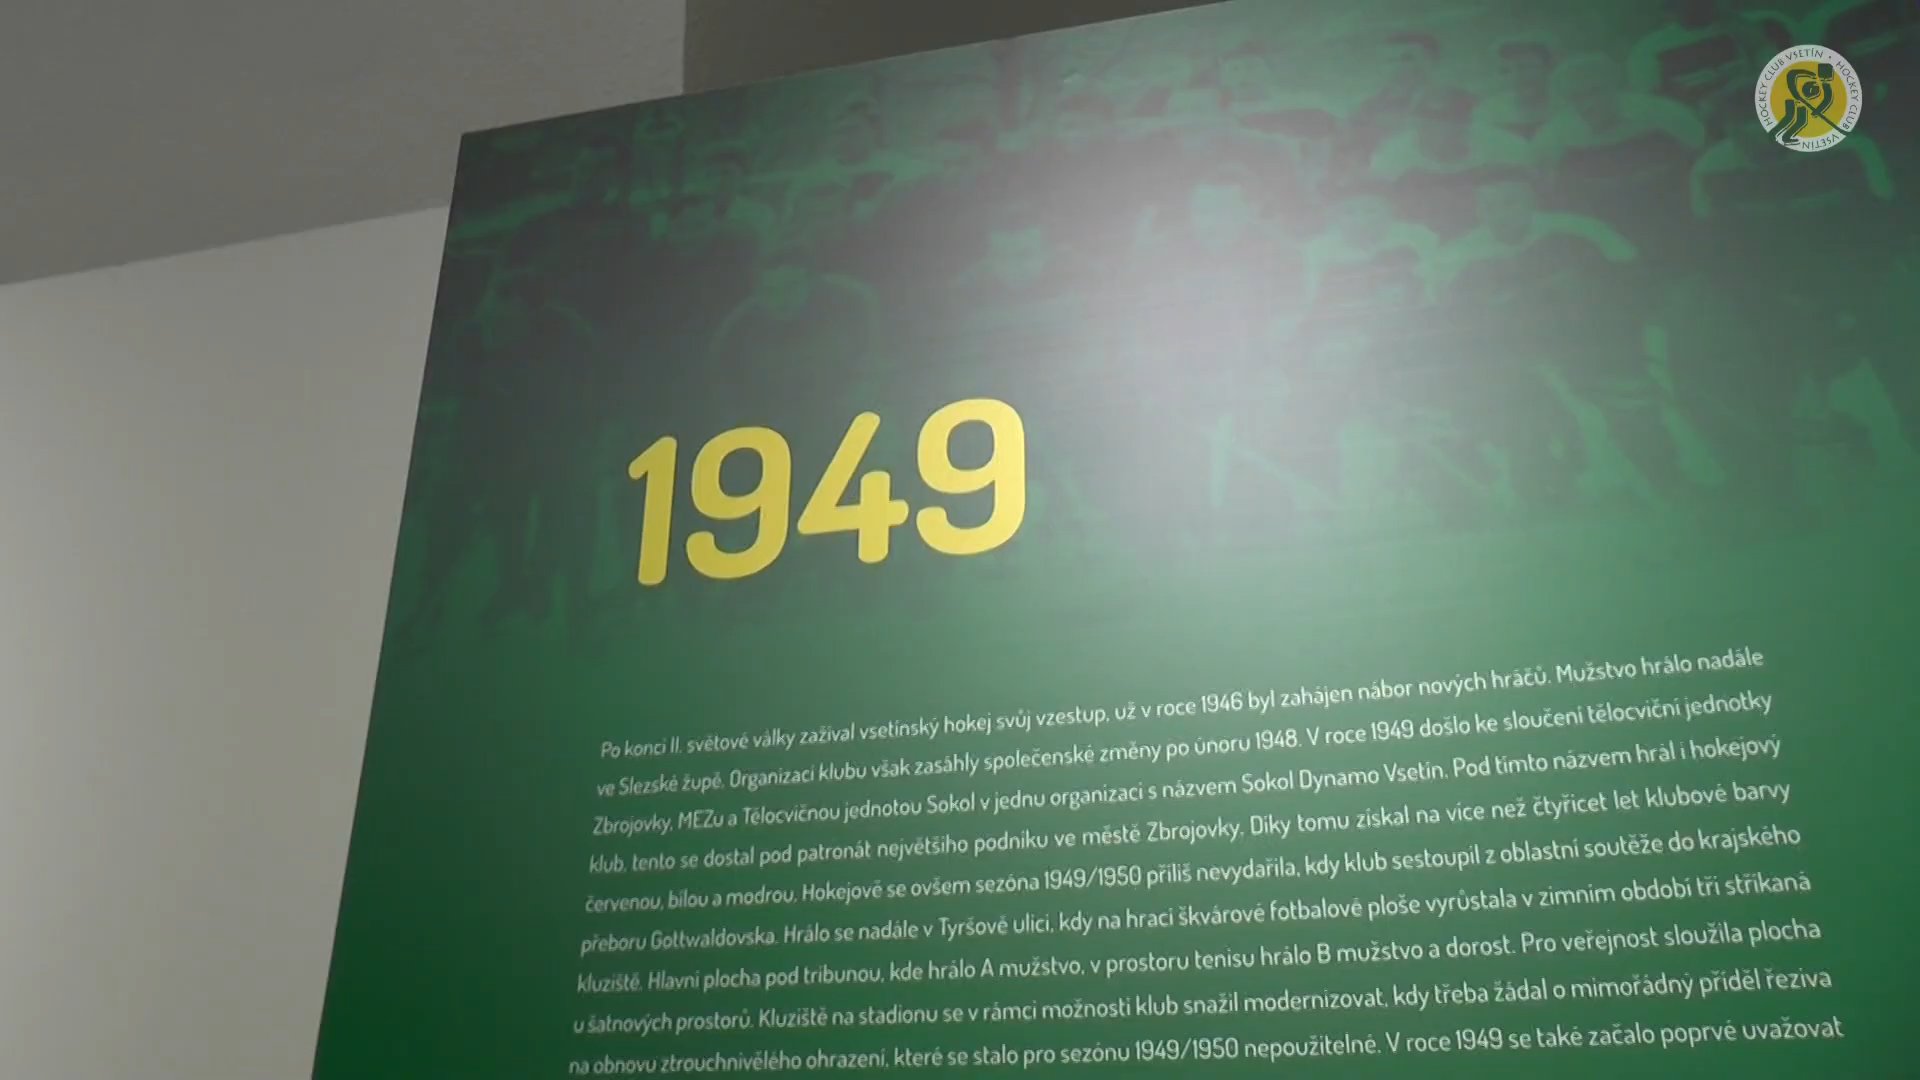 HOCKEY CLUB VSETÍN • HOCKEY CLUB VSETÍN
1949
Po konci II. světové války zažíval vsetínský hokej svůj vzestup, už v roce 1946 byl zahájen nábor nových hráčů. Mužstvo hrálo nadále
ve Slezské župě. Organizaci klubu však zasáhly společenské změny po únoru 1948. V roce 1949 došlo ke sloučení tělocviční jednotky
Zbrojovky, MEZu a Tělocvičnou jednotou Sokol v jednu organizaci s názvem Sokol Dynamo Vsetín. Pod tímto názvem hrál i hokejový
klub, tento se dostal pod patronát největšího podniku ve městě Zbrojovky. Díky tomu získal na více než čtyřicet let klubové barvy
červenou, bílou a modrou. Hokejově se ovšem sezóna 1949/1950 příliš nevydařila, kdy klub sestoupil z oblastní soutěže do krajského
přeboru Gottwaldovska. Hrálo se nadále v Tyršově ulici, kdy na hrací škvárové fotbalové ploše vyrůstala v zimním období tři stříkaná
kluziště. Hlavní plocha pod tribunou, kde hrálo A mužstvo, v prostoru tenisu hrálo B mužstvo a dorost. Pro veřejnost sloužila plocha
u šatnových prostorů. Kluziště na stadionu se v rámci možností klub snažil modernizovat, kdy třeba žádal o mimořádný příděl řeziva
na obnovu ztrouchnivělého ohrazení, které se stalo pro sezónu 1949/1950 nepoužitelné. V roce 1949 se také začalo poprvé uvažovat